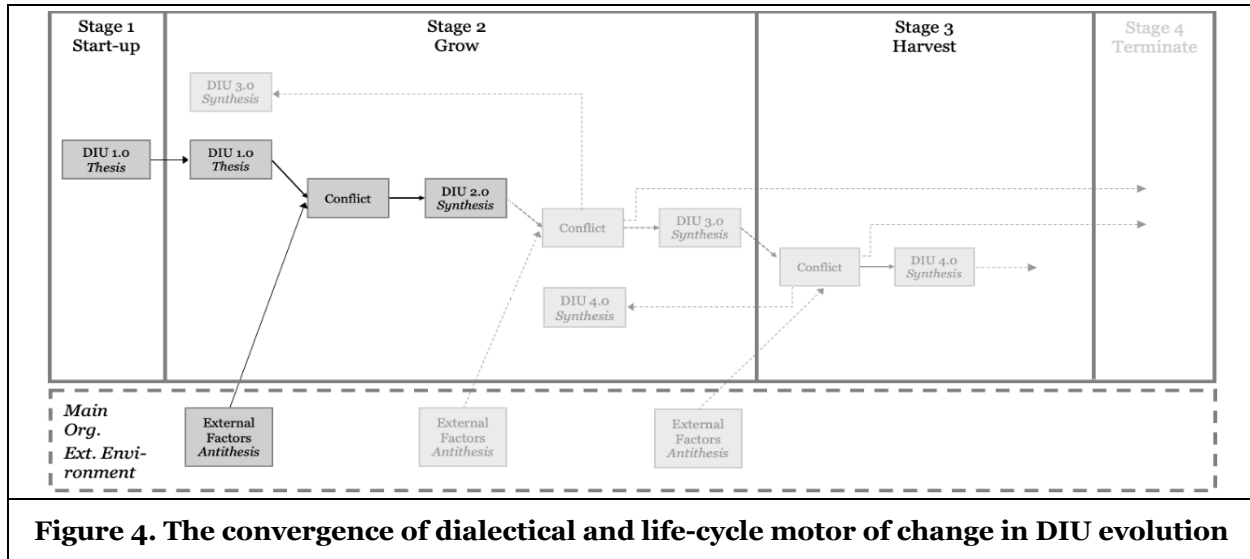 Stage 1
Start-up
Stage 2
Grow
Stage 3
Harvest
Stage 4
Terminate
DIU 3.0
Synthesis
DIU 1.0
Thesis
DIU 1.0
Thesis
Conflict
DIU 2.0
Synthesis
Conflict
DIU 3.0
Synthesis
Conflict
DIU 4.0
Synthesis
DIU 4.0
Synthesis
Main
Org.
Ext. Envi-
ronment
External
Factors
Antithesis
External
Factors
Antithesis
External
Factors
Antithesis
Figure 4. The convergence of dialectical and life-cycle motor of change in DIU evolution